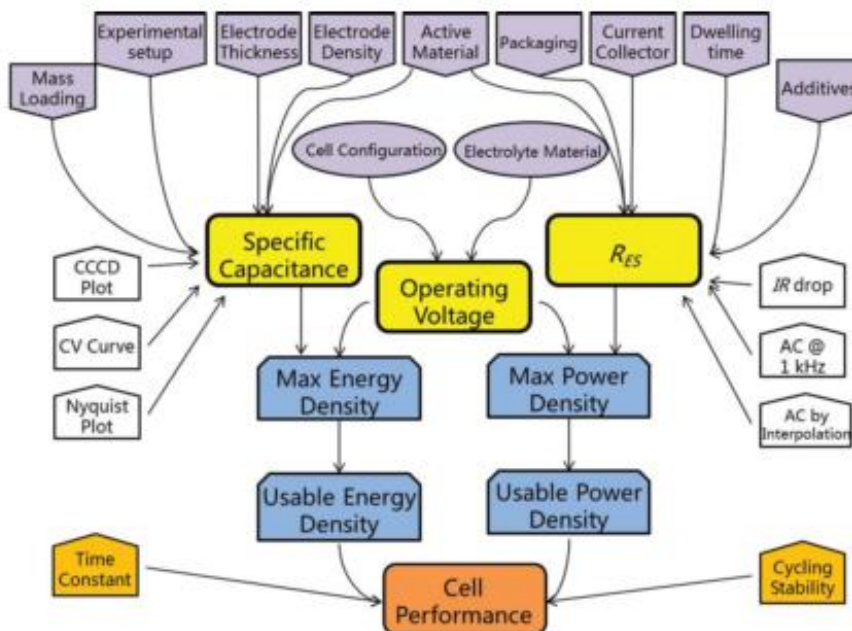 Mass
Loading
Experimental
setup
Electrode
Thickness
Electrode
Density
Active
Material
Packaging
Current
Collector
Dwelling
time
Additives
Cell Configuration
Electrolyte Material
Specific
Capacitance
Operating
Voltage
R_ES
CCCD
Plot
CV Curve
Nyquist
Plot
IR drop
AC @
1 kHz
AC by
Interpolation
Max Energy
Density
Max Power
Density
Usable Energy
Density
Usable Power
Density
Time
Constant
Cell
Performance
Cycling
Stability